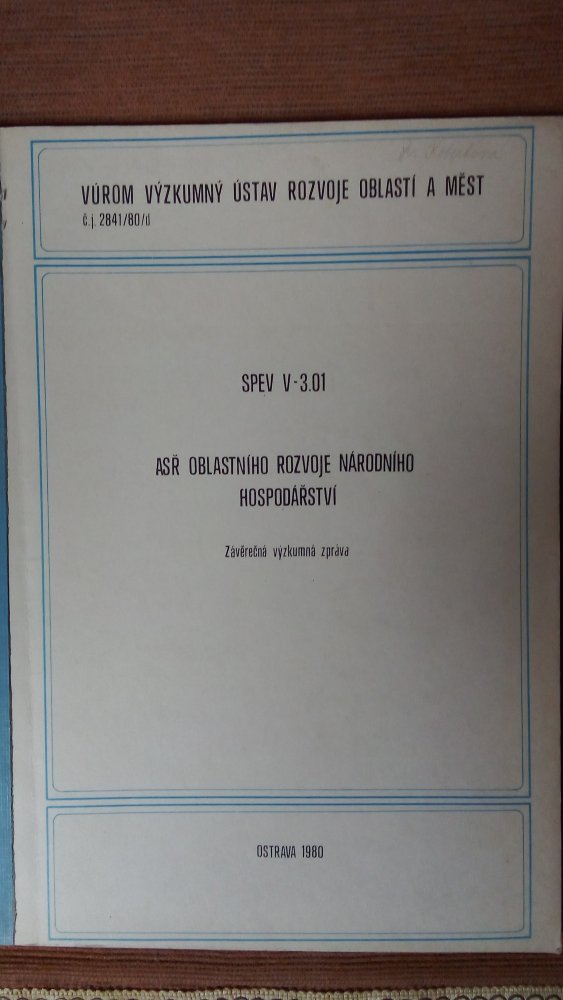 VÚROM VÝZKUMNÝ ÚSTAV ROZVOJE OBLASTÍ A MĚST
č.j. 2841/80/d
SPEV V-3.01
ASŘ OBLASTNÍHO ROZVOJE NÁRODNÍHO
HOSPODÁŘSTVÍ
Závěrečná výzkumná zpráva
OSTRAVA 1980